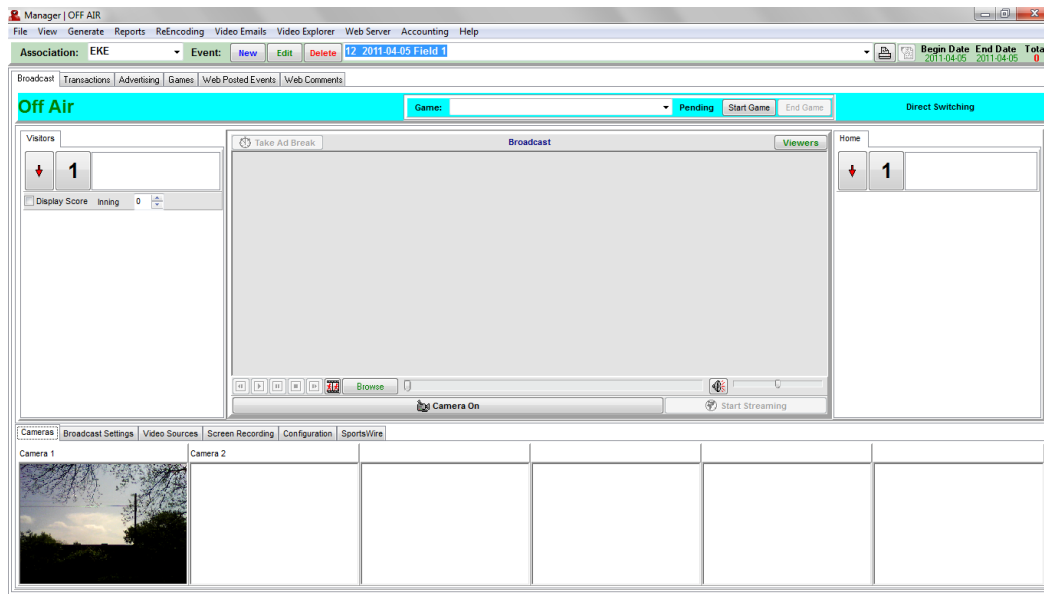 Manager | OFF AIR
File View Generate Reports ReEncoding Video Emails Video Explorer Web Server Accounting Help
Association: EKE Event: New Edit Delete 12 2011-04-05 Field 1 Begin Date End Date Tota
2011-04-05 2011-04-05 0
Broadcast Transactions Advertising Games Web Posted Events Web Comments
Off Air Game: Pending Start Game End Game Direct Switching
Visitors Take Ad Break Broadcast Viewers Home
1 1
Display Score Inning 0
Browse
Camera On Start Streaming
Cameras Broadcast Settings Video Sources Screen Recording Configuration SportsWire
Camera 1 Camera 2